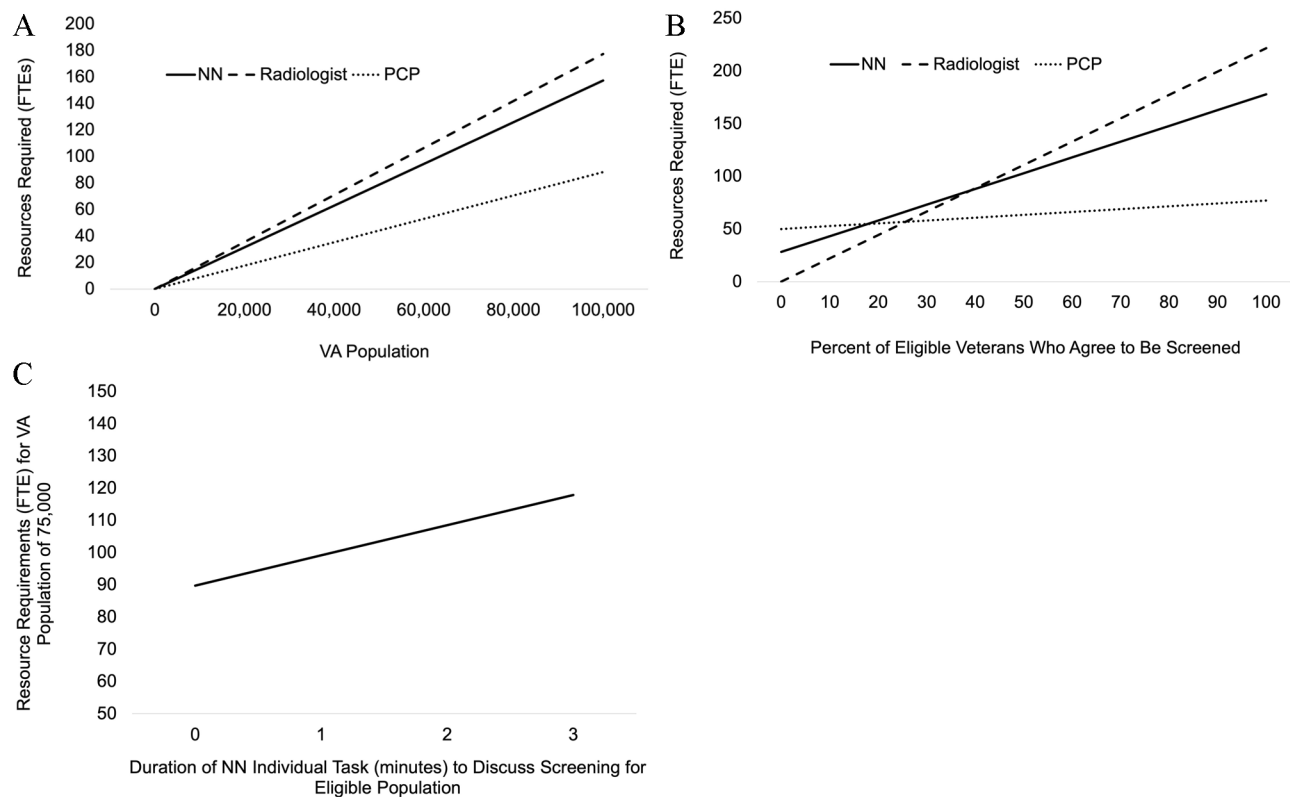 A
Resources Required (FTEs)
200
180
160
140
120
100
80
60
40
20
0
NN Radiologist PCP
0 20,000 40,000 60,000 80,000 100,000
VA Population
B
Resources Required (FTE)
250
200
150
100
50
0
NN Radiologist PCP
0 10 20 30 40 50 60 70 80 90 100
Percent of Eligible Veterans Who Agree to Be Screened
C
Resource Requirements (FTE) for VA
Population of 75,000
150
140
130
120
110
100
90
80
70
60
50
0 1 2 3
Duration of NN Individual Task (minutes) to Discuss Screening for
Eligible Population